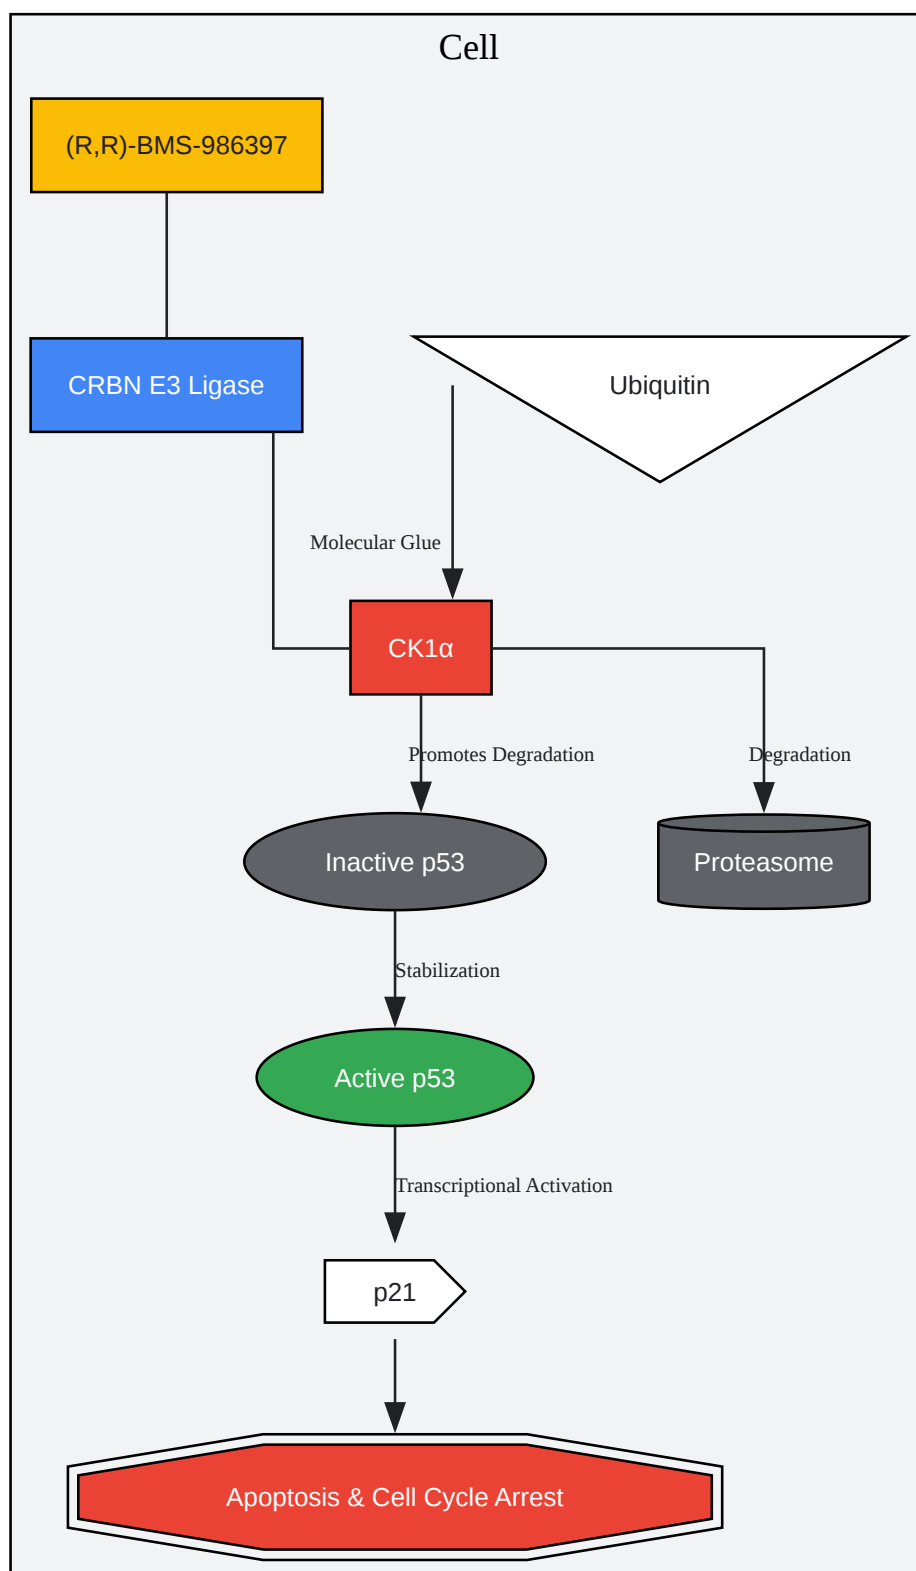 Cell
(R,R)-BMS-986397
CRBN E3 Ligase
Ubiquitin
Molecular Glue
CK1α
Promotes Degradation
Degradation
Inactive p53
Proteasome
Stabilization
Active p53
Transcriptional Activation
p21
Apoptosis & Cell Cycle Arrest